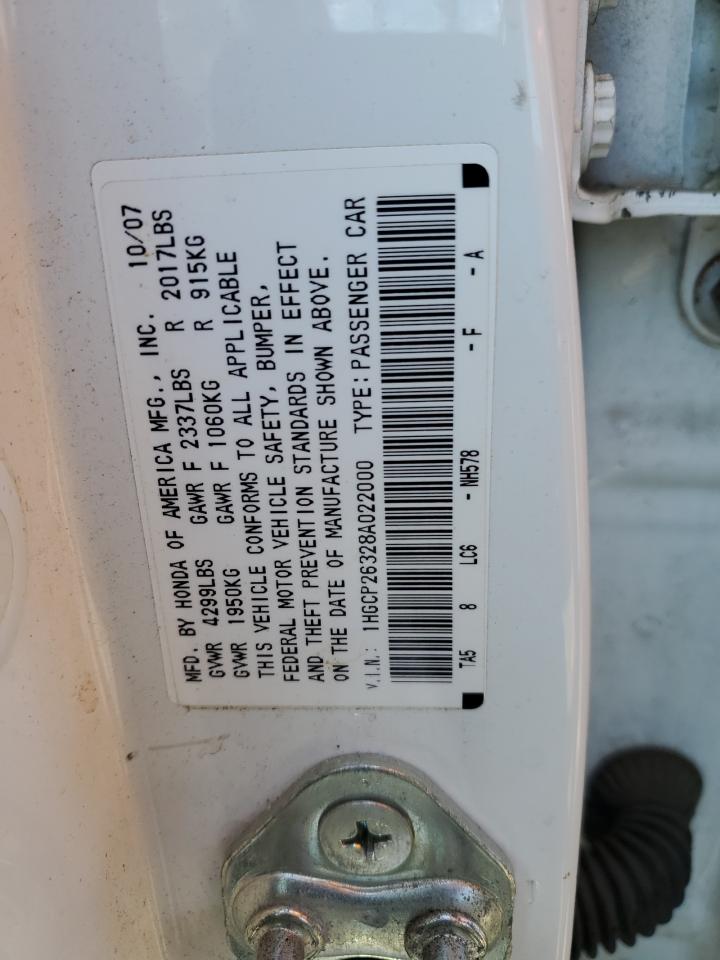 MFD. BY HONDA OF AMERICA MFG., INC. 10/07
GVWR 4299LBS GAWR F 2337LBS R 2017LBS
GVWR 1950KG GAWR F 1060KG R 915KG
THIS VEHICLE CONFORMS TO ALL APPLICABLE
FEDERAL MOTOR VEHICLE SAFETY, BUMPER,
AND THEFT PREVENTION STANDARDS IN EFFECT
ON THE DATE OF MANUFACTURE SHOWN ABOVE.
V.I.N.: 1HGCP26328A022000 TYPE: PASSENGER CAR
TA5 8 LC6 - NH578 - F - A